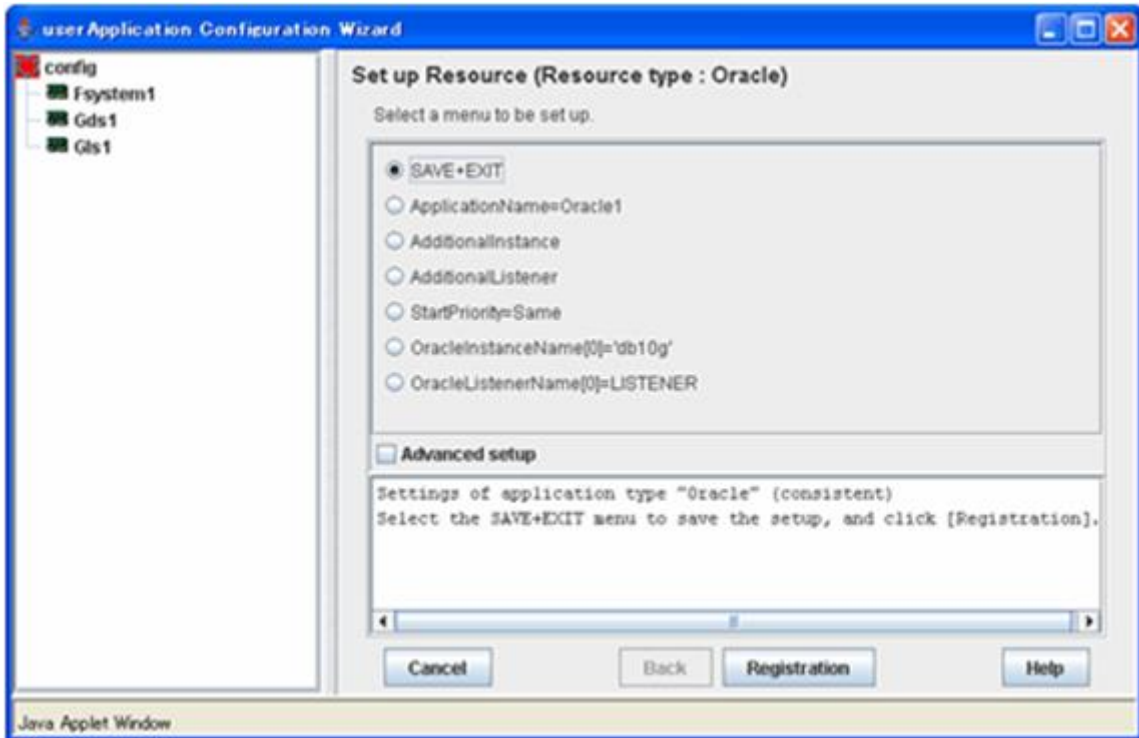 userApplication Configuration Wizard
config
Fsystem1
Gds1
Gls1
Set up Resource (Resource type : Oracle)
Select a menu to be set up.
SAVE+EXIT
ApplicationName=Oracle1
AdditionalInstance
AdditionalListener
StartPriority=Same
OracleInstanceName[0]='db10g'
OracleListenerName[0]=LISTENER
Advanced setup
Settings of application type "Oracle" (consistent)
Select the SAVE+EXIT menu to save the setup, and click [Registration].
Cancel
Back
Registration
Help
Java Applet Window